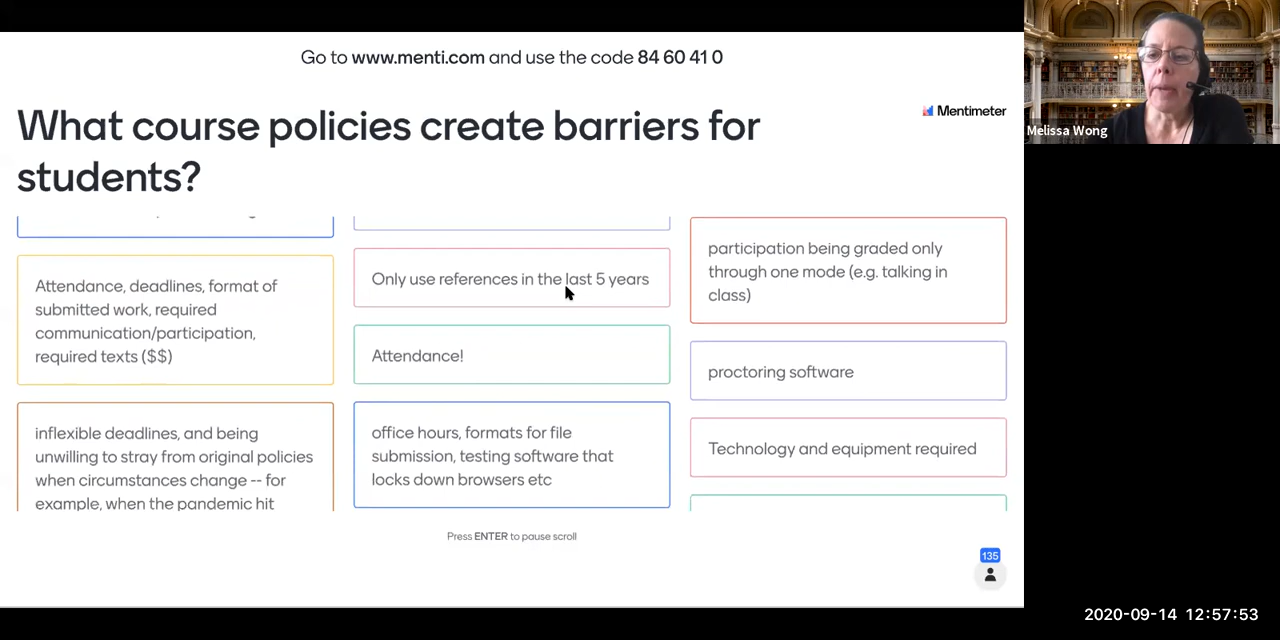 Go to www.menti.com and use the code 84 60 41 0
Mentimeter
What course policies create barriers for
students?
Attendance, deadlines, format of
submitted work, required
communication/participation,
required texts ($$)
inflexible deadlines, and being
unwilling to stray from original policies
when circumstances change -- for
example, when the pandemic hit
Only use references in the last 5 years
Attendance!
office hours, formats for file
submission, testing software that
locks down browsers etc
participation being graded only
through one mode (e.g. talking in
class)
proctoring software
Technology and equipment required
Press ENTER to pause scroll
135
Melissa Wong
2020-09-14 12:57:53